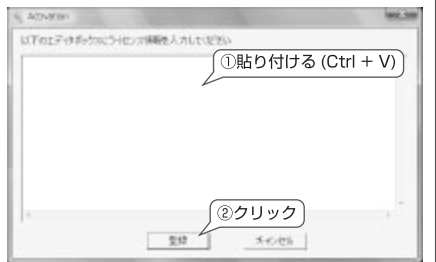 Activation
以下のエディタボックスにライセンス情報を入力してください
①貼り付ける (Ctrl + V)
②クリック
登録
キャンセル